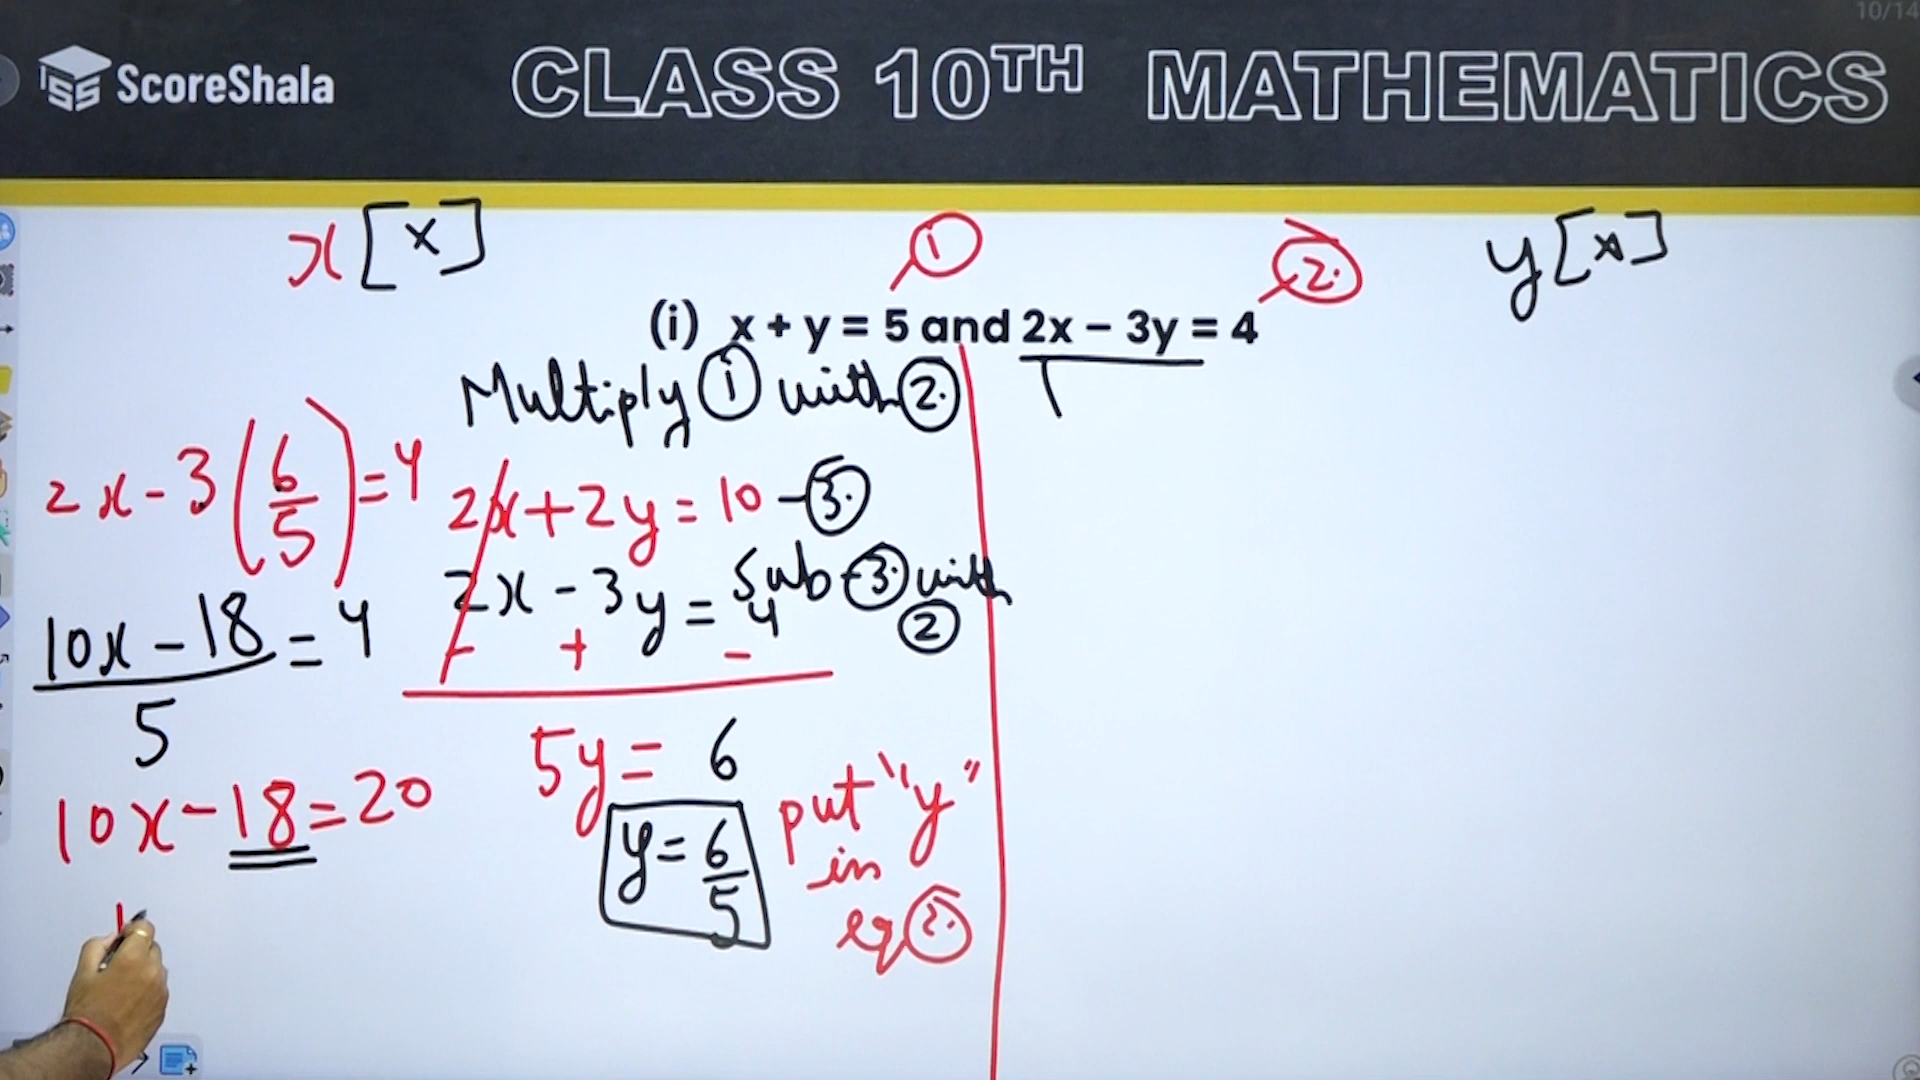 10/14
ScoreShala
CLASS 10TH MATHEMATICS
x [x]
1
2.
y [x]
(i) x + y = 5 and 2x – 3y = 4
Multiply ① with ②
2x - 3(6/5) = 4
2x + 2y = 10 - ③
2x - 3y = 4
Sub ③ with
②
- + -
10x - 18 = 4
5
5y = 6
10x - 18 = 20
y = 6/5
put "y"
in
eq ②